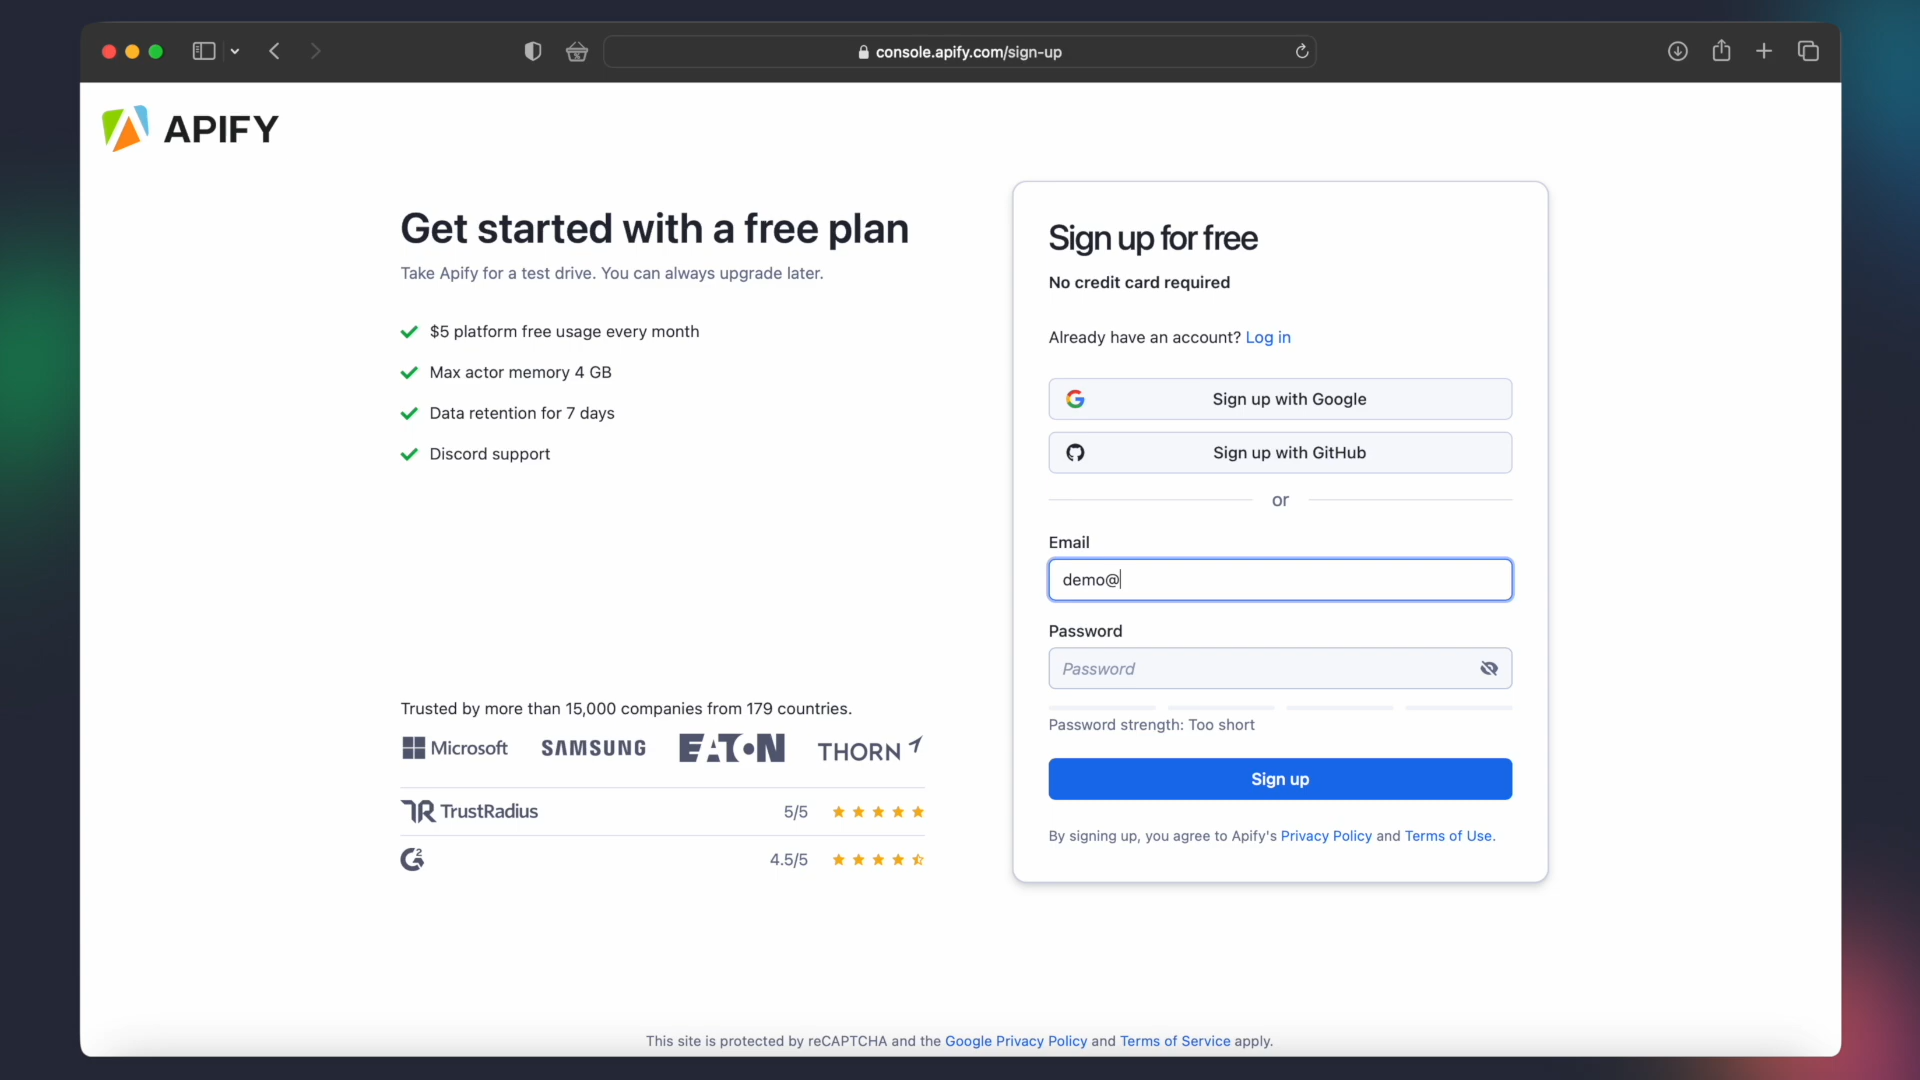 console.apify.com/sign-up
APIFY
Get started with a free plan
Take Apify for a test drive. You can always upgrade later.
$5 platform free usage every month
Max actor memory 4 GB
Data retention for 7 days
Discord support
Trusted by more than 15,000 companies from 179 countries.
Microsoft SAMSUNG EATON THORN
TrustRadius 5/5
G2 4.5/5
Sign up for free
No credit card required
Already have an account? Log in
Sign up with Google
Sign up with GitHub
or
Email
demo@
Password
Password
Password strength: Too short
Sign up
By signing up, you agree to Apify's Privacy Policy and Terms of Use.
This site is protected by reCAPTCHA and the Google Privacy Policy and Terms of Service apply.